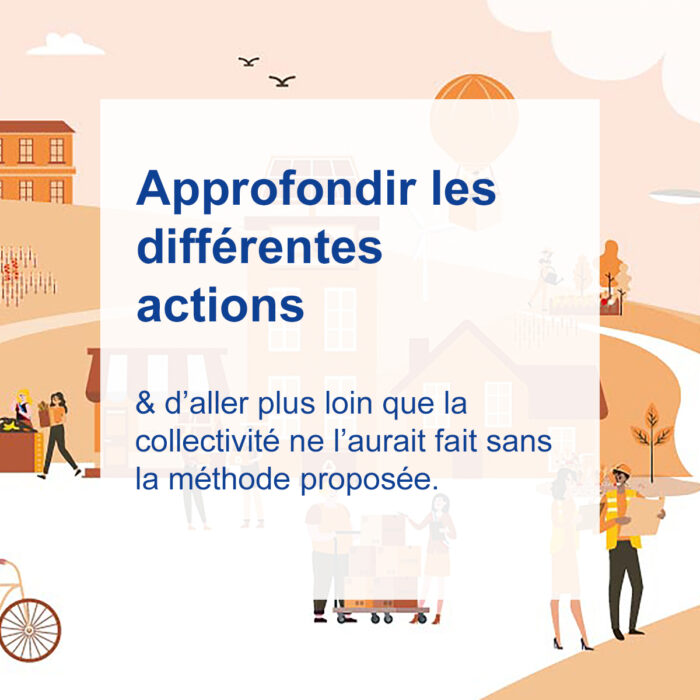 Approfondir les
différentes
actions
& d’aller plus loin que la
collectivité ne l’aurait fait sans
la méthode proposée.